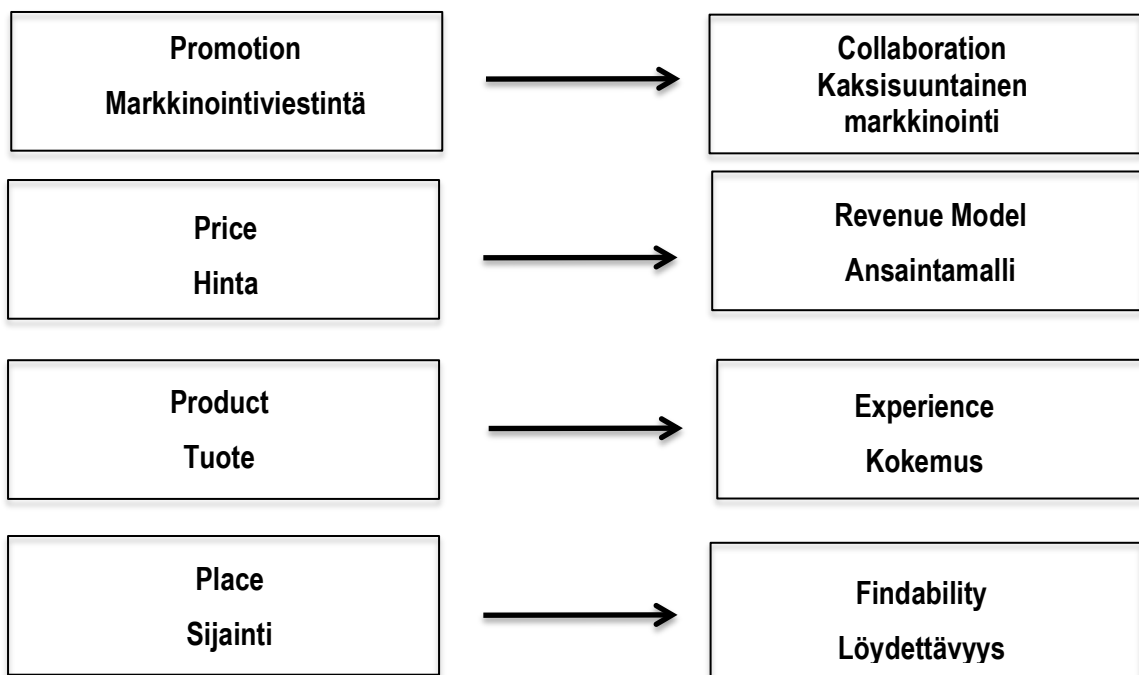 Promotion
Markkinointiviestintä
Collaboration
Kaksisuuntainen
markkinointi
Price
Hinta
Revenue Model
Ansaintamalli
Product
Tuote
Experience
Kokemus
Place
Sijainti
Findability
Löydettävyys